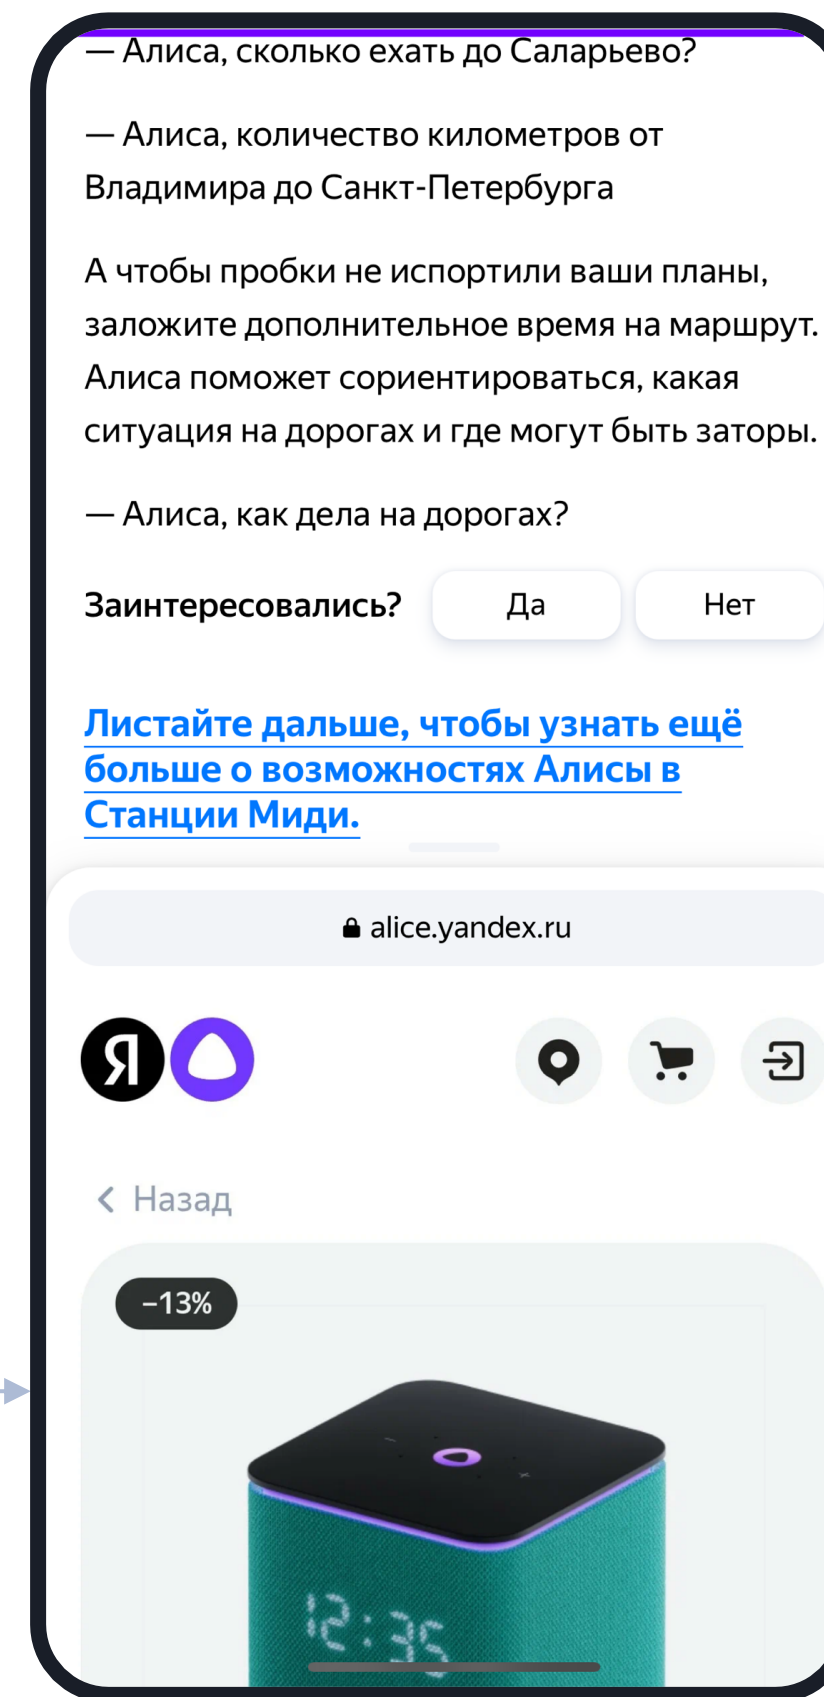 — Алиса, сколько ехать до Саларьево?
— Алиса, количество километров от
Владимира до Санкт-Петербурга
А чтобы пробки не испортили ваши планы,
заложите дополнительное время на маршрут.
Алиса поможет сориентироваться, какая
ситуация на дорогах и где могут быть заторы.
— Алиса, как дела на дорогах?
Заинтересовались? Да Нет
Листайте дальше, чтобы узнать ещё
больше о возможностях Алисы в
Станции Миди.
alice.yandex.ru
Я
Назад
–13%
12:35